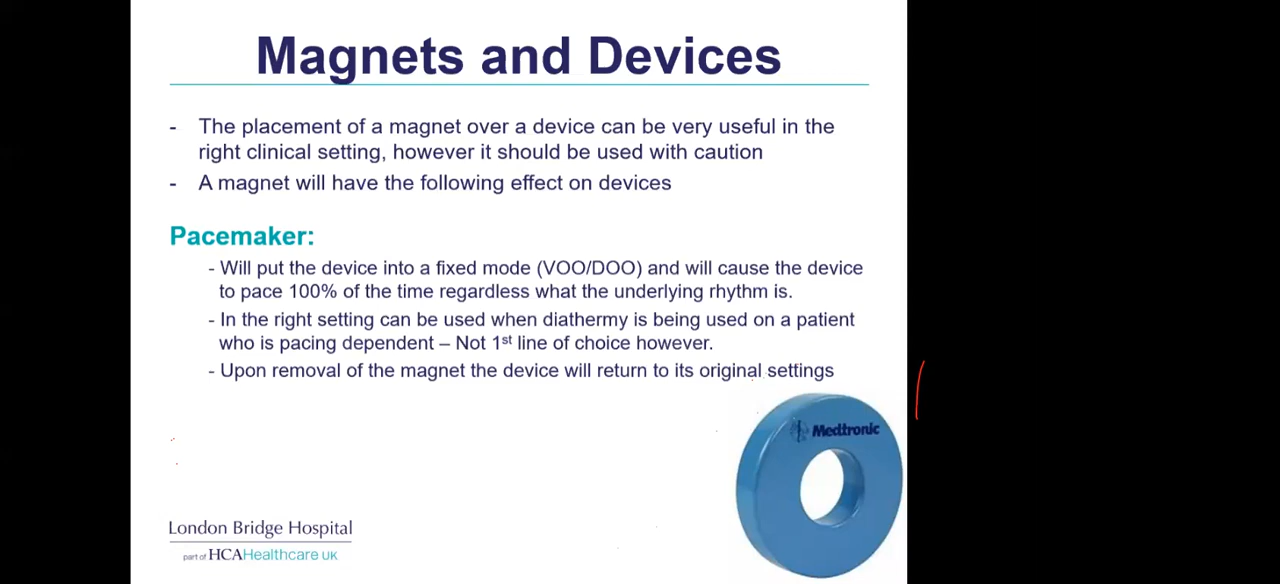 Magnets and Devices
- The placement of a magnet over a device can be very useful in the
right clinical setting, however it should be used with caution
- A magnet will have the following effect on devices
Pacemaker:
- Will put the device into a fixed mode (VOO/DOO) and will cause the device
to pace 100% of the time regardless what the underlying rhythm is.
- In the right setting can be used when diathermy is being used on a patient
who is pacing dependent – Not 1st line of choice however.
- Upon removal of the magnet the device will return to its original settings
Medtronic
London Bridge Hospital
part of HCAHealthcare UK